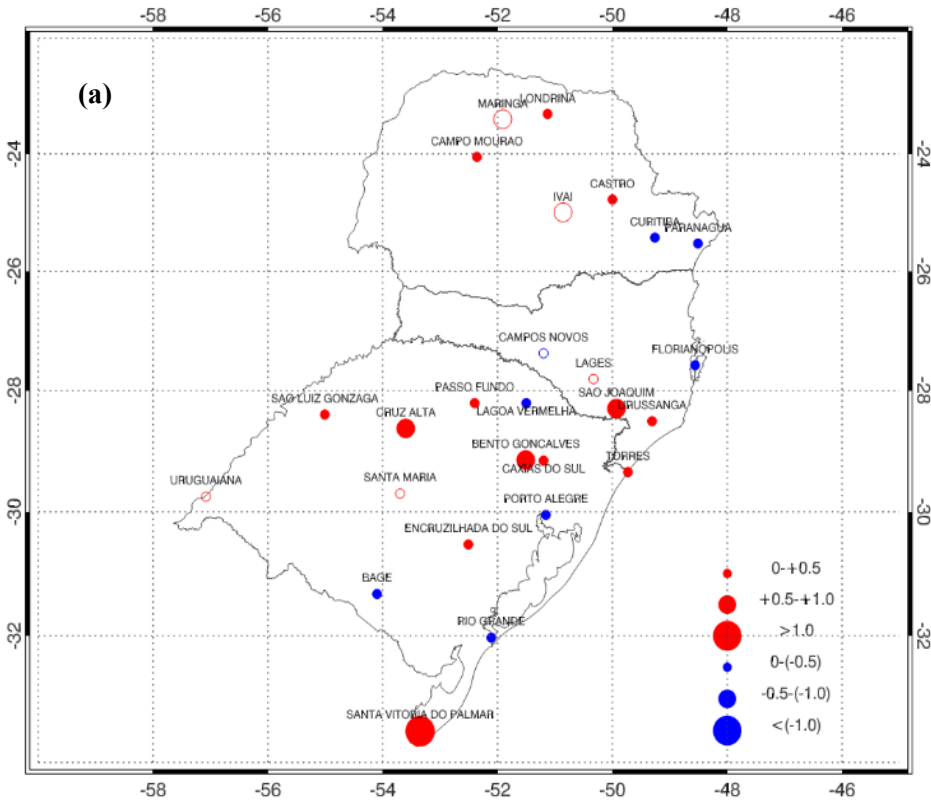 -58 -56 -54 -52 -50 -48 -46
(a)
LONDRINA
MARINGA
CAMPO MOURAO
-24 -24
CASTRO
IVAI
CURITIBA
PARANAGUA
-26 -26
CAMPOS NOVOS
FLORIANOPOLIS
LAGES
-28 -28
PASSO FUNDO
SAO JOAQUIM
SAO LUIZ GONZAGA
LAGOA VERMELHA
URUSSANGA
CRUZ ALTA
BENTO GONCALVES
CAXIAS DO SUL
TORRES
SANTA MARIA
URUGUAIANA
PORTO ALEGRE
-30 -30
ENCRUZILHADA DO SUL
0-+0.5
BAGE
+0.5-+1.0
RIO GRANDE
>1.0
-32 -32
0-(-0.5)
-0.5-(-1.0)
SANTA VITORIA DO PALMAR
<(-1.0)
-58 -56 -54 -52 -50 -48 -46